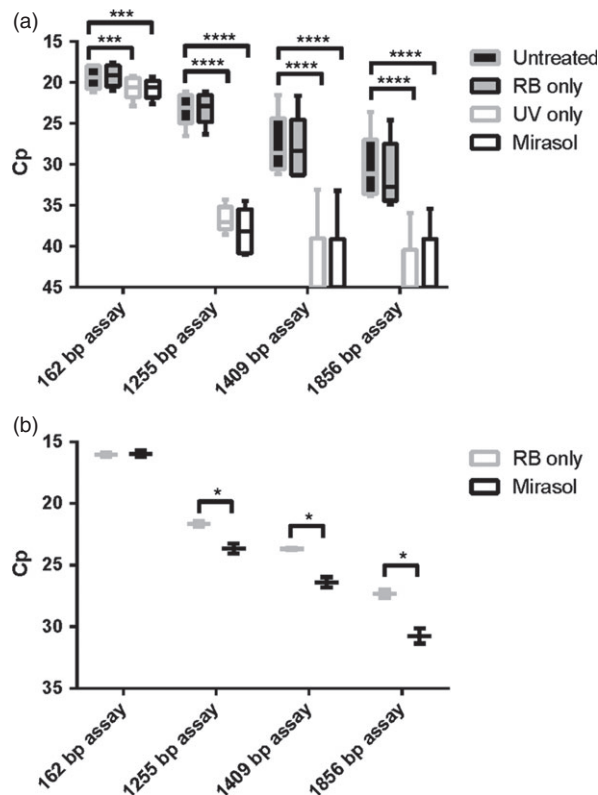 (a)
***
***
****
****
****
****
****
****
Untreated
RB only
UV only
Mirasol
Cp
15
20
25
30
35
40
45
162 bp assay
1255 bp assay
1409 bp assay
1856 bp assay
(b)
*
*
*
RB only
Mirasol
Cp
15
20
25
30
35
162 bp assay
1255 bp assay
1409 bp assay
1856 bp assay